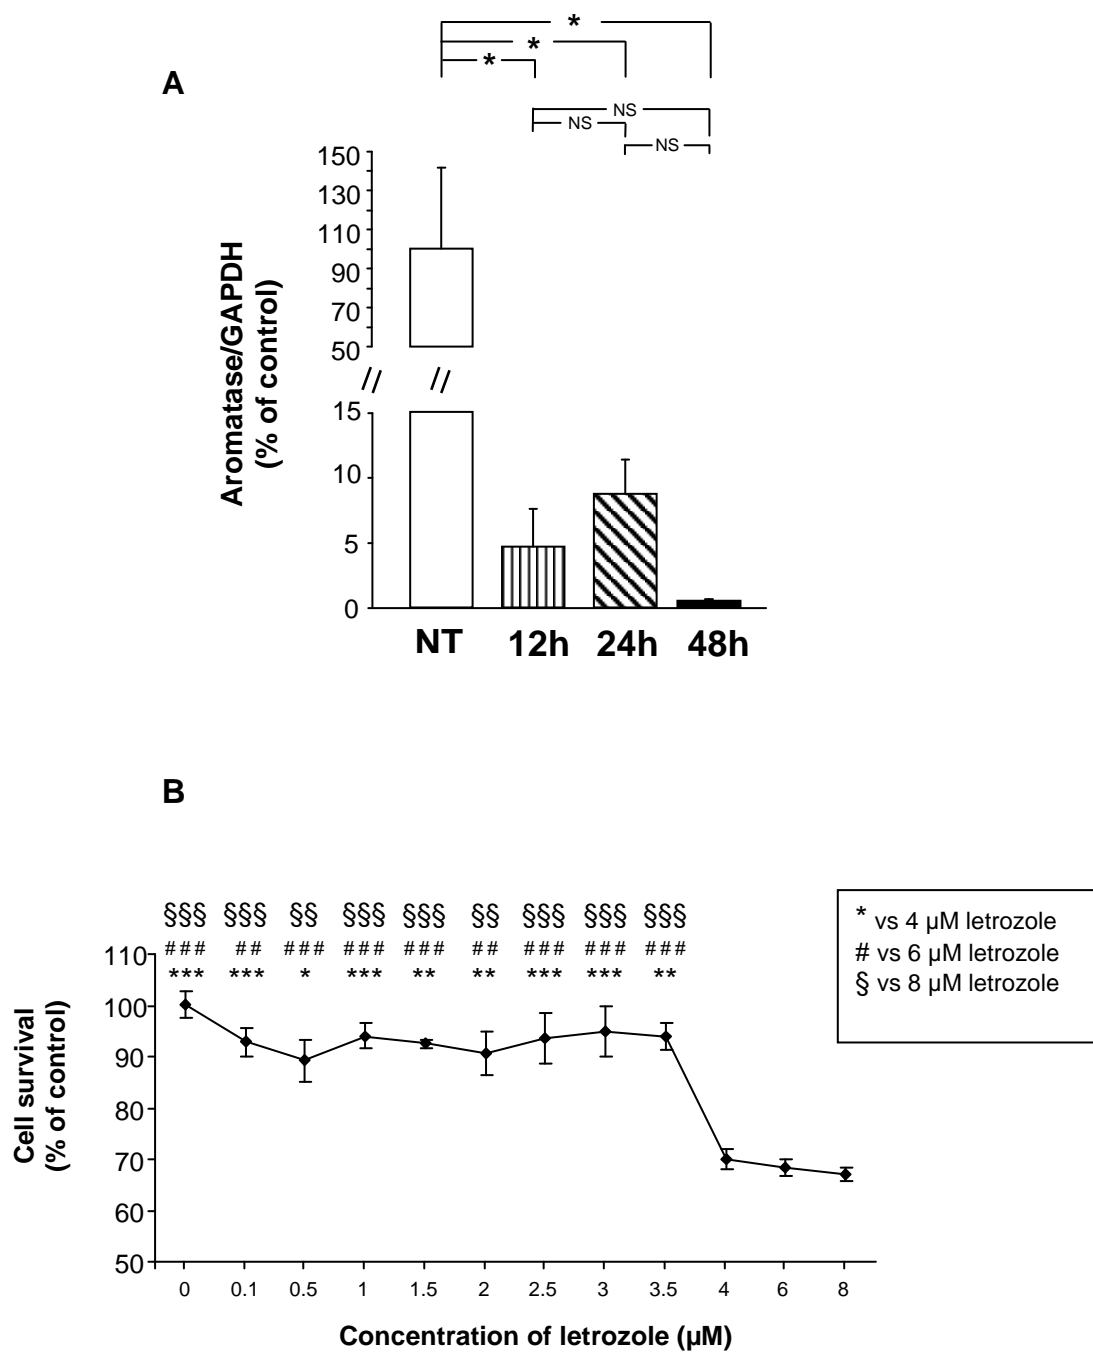 *
*
*
A
NS
NS
NS
150
130
110
90
70
50
Aromatase/GAPDH
(% of control)
//
//
15
10
5
0
NT 12h 24h 48h
B
§§§ §§§ §§ §§§ §§§ §§ §§§ §§§ §§§
### ## ### ### ### ## ### ### ###
*** *** * *** ** ** *** *** **
* vs 4 µM letrozole
# vs 6 µM letrozole
§ vs 8 µM letrozole
110
100
90
80
70
60
50
Cell survival
(% of control)
0 0.1 0.5 1 1.5 2 2.5 3 3.5 4 6 8
Concentration of letrozole (µM)